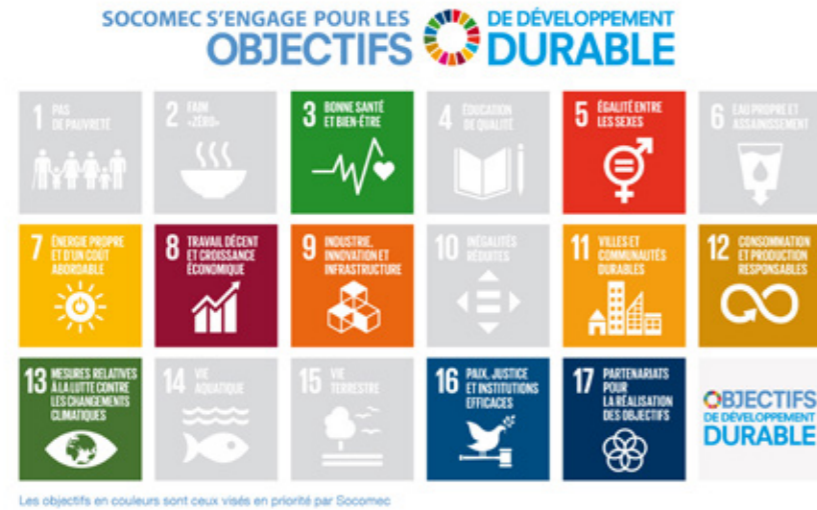 SOCOMEC S'ENGAGE POUR LES
OBJECTIFS
DE DÉVELOPPEMENT
DURABLE
1 PAS
DE PAUVRETÉ
2 FAIM
«ZÉRO»
3 BONNE SANTÉ
ET BIEN-ÊTRE
4 ÉDUCATION
DE QUALITÉ
5 ÉGALITÉ ENTRE
LES SEXES
6 EAU PROPRE ET
ASSAINISSEMENT
7 ÉNERGIE PROPRE
ET D'UN COÛT
ABORDABLE
8 TRAVAIL DÉCENT
ET CROISSANCE
ÉCONOMIQUE
9 INDUSTRIE,
INNOVATION ET
INFRASTRUCTURE
10 INÉGALITÉS
RÉDUITES
11 VILLES ET
COMMUNAUTÉS
DURABLES
12 CONSOMMATION
ET PRODUCTION
RESPONSABLES
13 MESURES RELATIVES
À LA LUTTE CONTRE
LES CHANGEMENTS
CLIMATIQUES
14 VIE
AQUATIQUE
15 VIE
TERRESTRE
16 PAIX, JUSTICE
ET INSTITUTIONS
EFFICACES
17 PARTENARIATS
POUR
LA RÉALISATION
DES OBJECTIFS
OBJECTIFS
DE DÉVELOPPEMENT
DURABLE
Les objectifs en couleurs sont ceux visés en priorité par Socomec